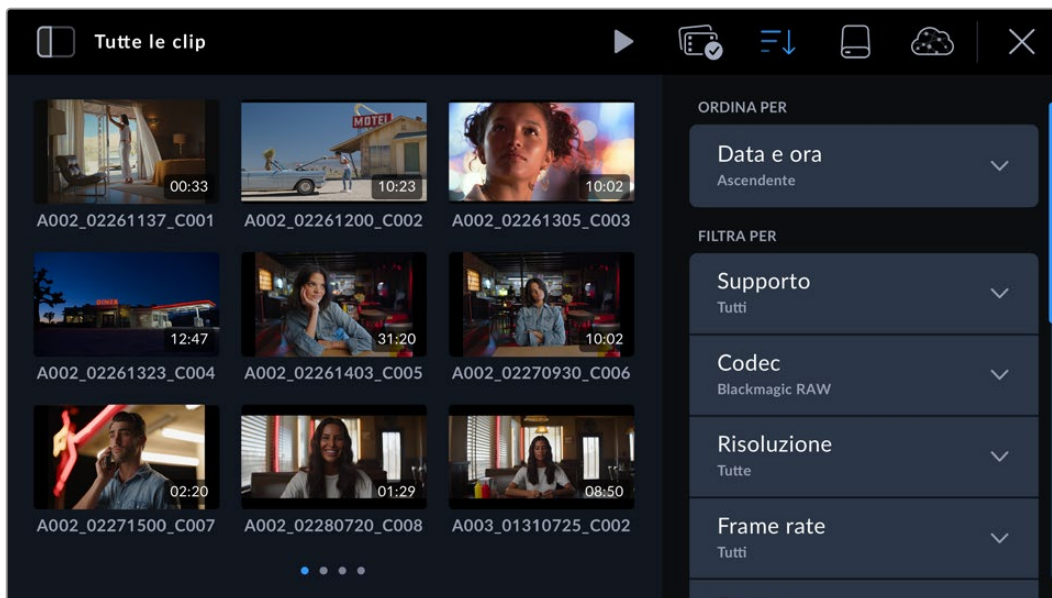 Tutte le clip
MOTEL
00:33
10:23
10:02
A002_02261137_C001
A002_02261200_C002
A002_02261305_C003
DINER
12:47
31:20
10:02
A002_02261323_C004
A002_02261403_C005
A002_02270930_C006
02:20
01:29
08:50
A002_02271500_C007
A002_02280720_C008
A003_01310725_C002
ORDINA PER
Data e ora
Ascendente
FILTRA PER
Supporto
Tutti
Codec
Blackmagic RAW
Risoluzione
Tutte
Frame rate
Tutti